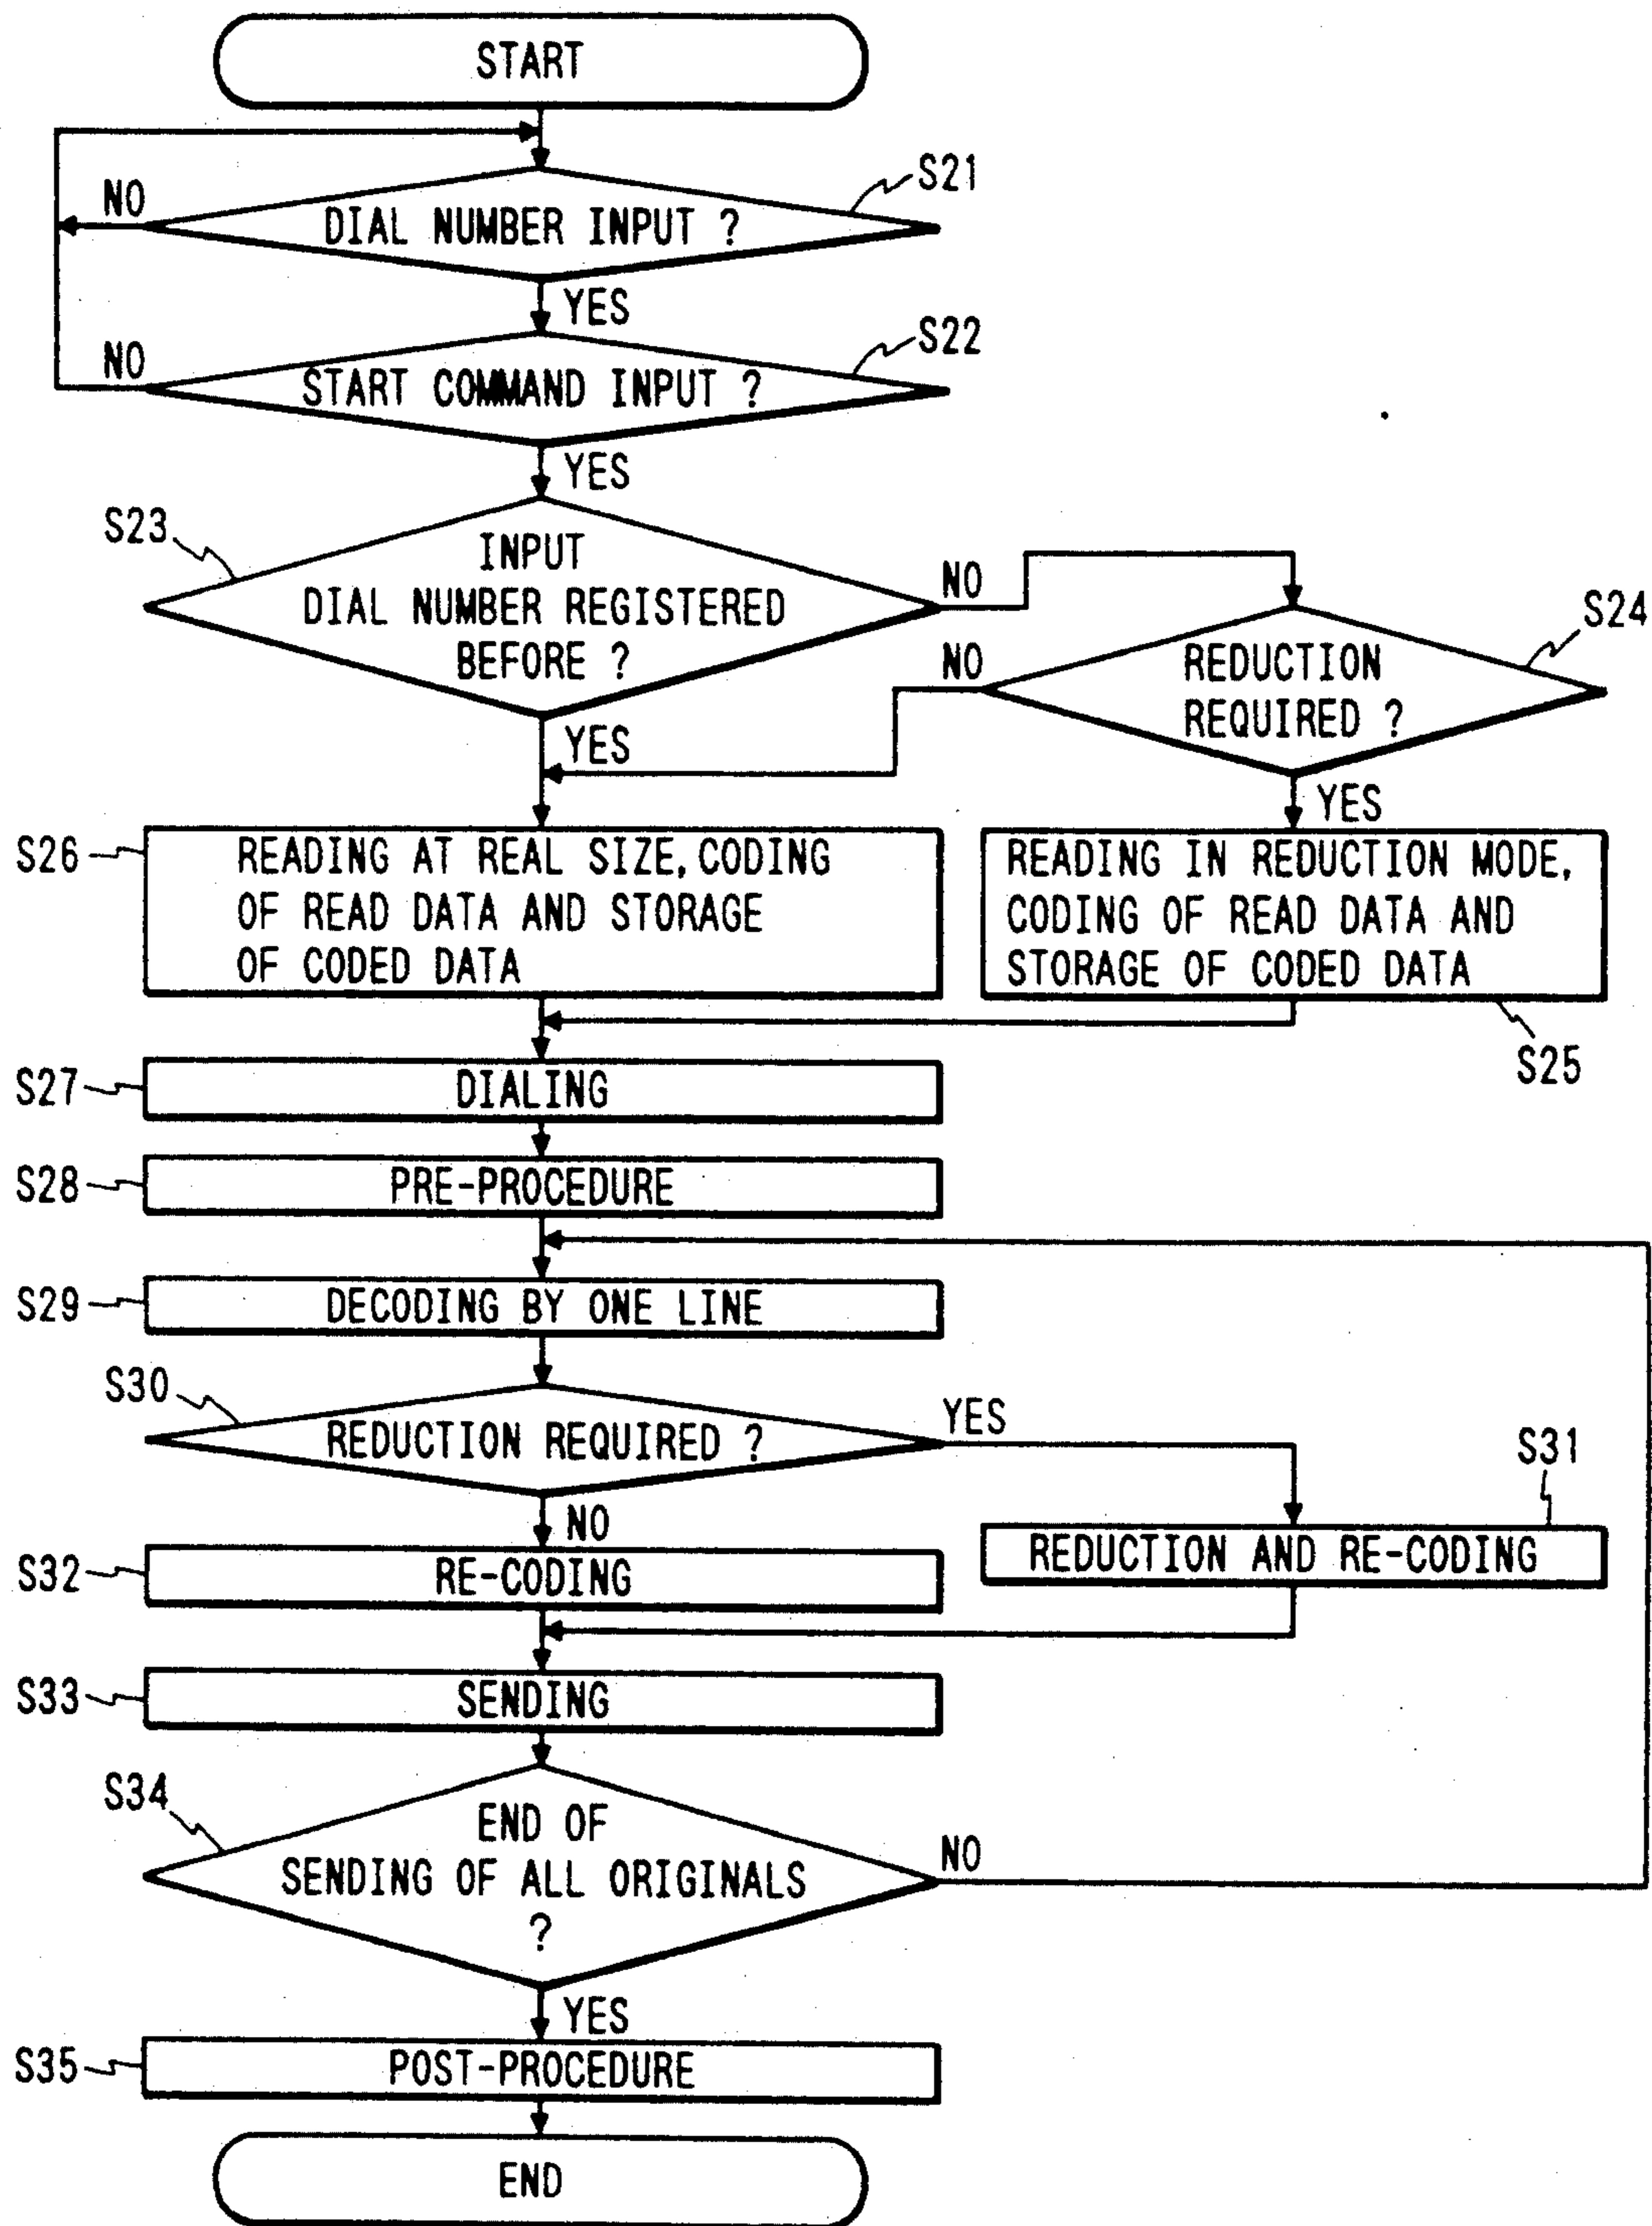 START
NO
S21
DIAL NUMBER INPUT ?
YES
S22
NO
START COMMAND INPUT ?
YES
S23
INPUT
DIAL NUMBER REGISTERED
BEFORE ?
NO
S24
NO
REDUCTION
REQUIRED ?
YES
YES
S26
READING AT REAL SIZE, CODING
OF READ DATA AND STORAGE
OF CODED DATA
READING IN REDUCTION MODE,
CODING OF READ DATA AND
STORAGE OF CODED DATA
S25
S27
DIALING
S28
PRE-PROCEDURE
S29
DECODING BY ONE LINE
S30
REDUCTION REQUIRED ?
YES
S31
NO
REDUCTION AND RE-CODING
S32
RE-CODING
S33
SENDING
S34
END OF
SENDING OF ALL ORIGINALS
?
NO
YES
S35
POST-PROCEDURE
END